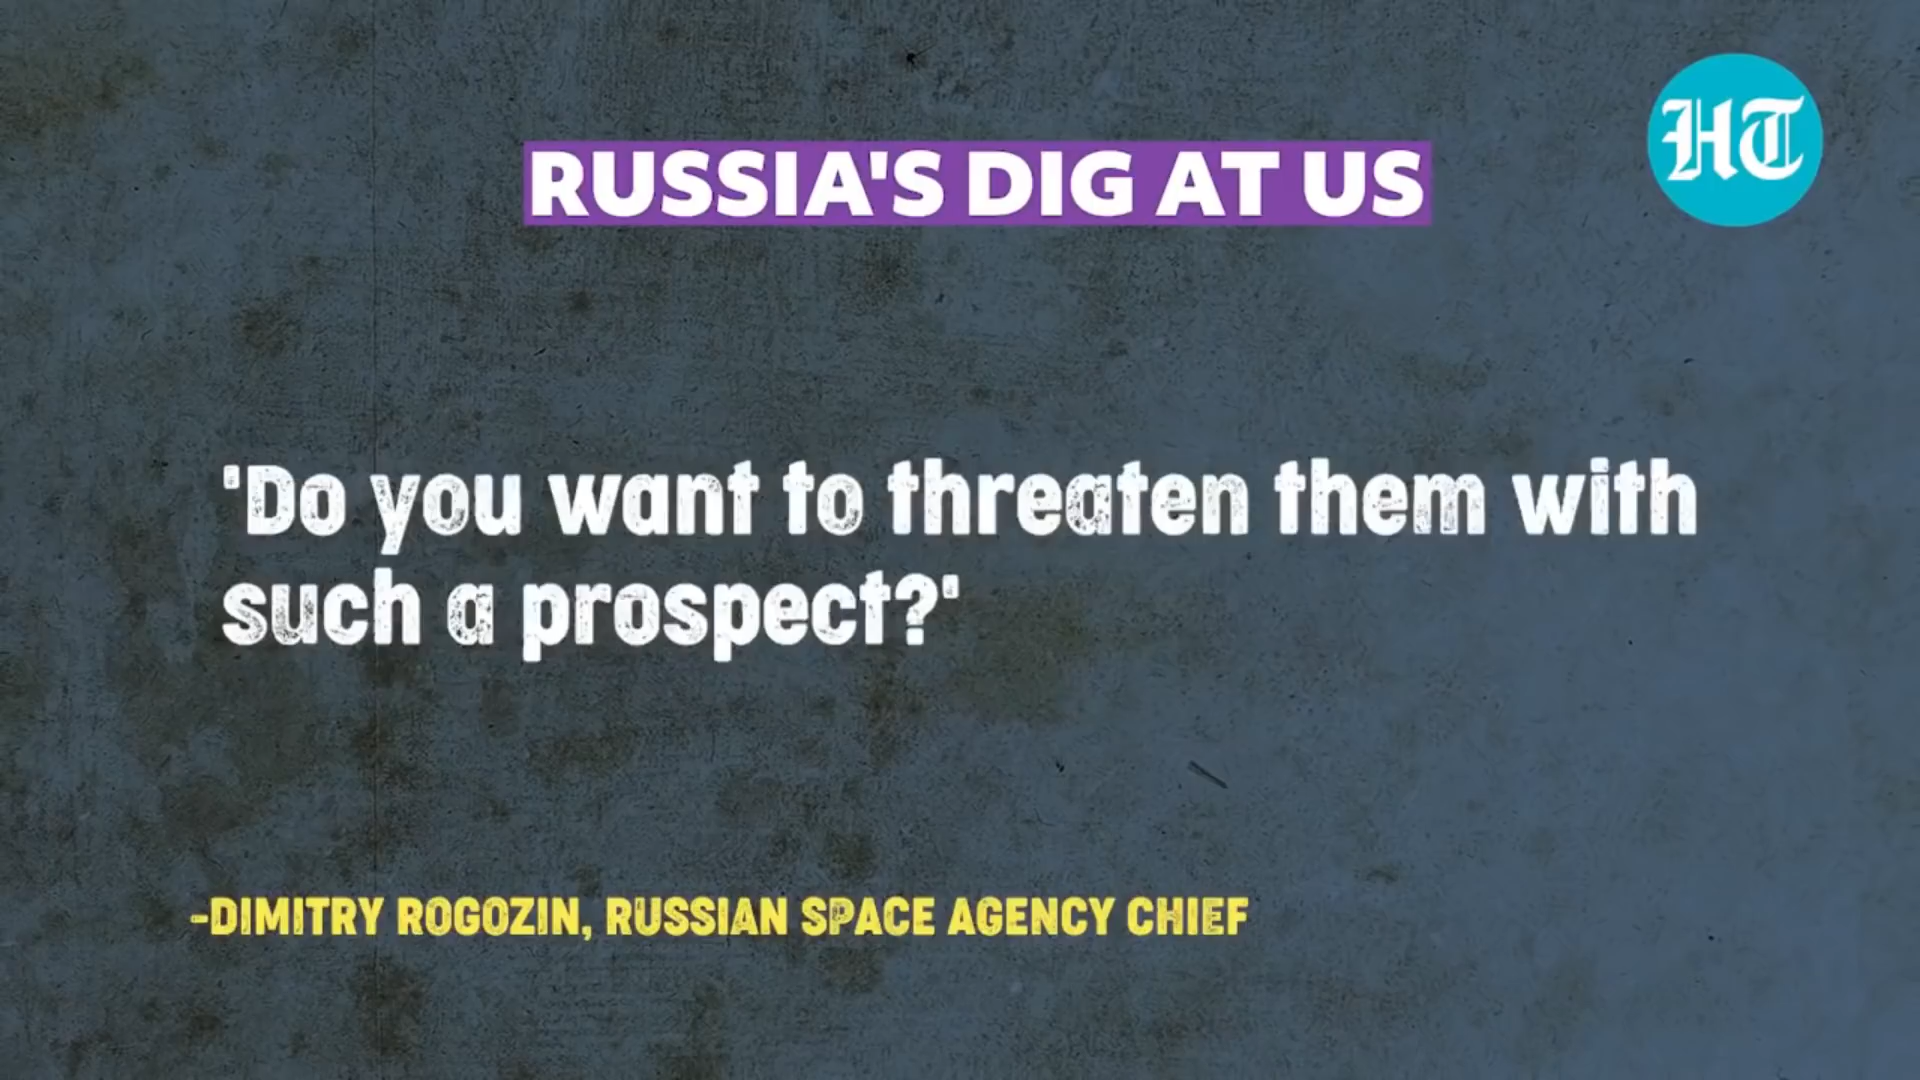 HT
RUSSIA'S DIG AT US
'Do you want to threaten them with
such a prospect?'
-DIMITRY ROGOZIN, RUSSIAN SPACE AGENCY CHIEF